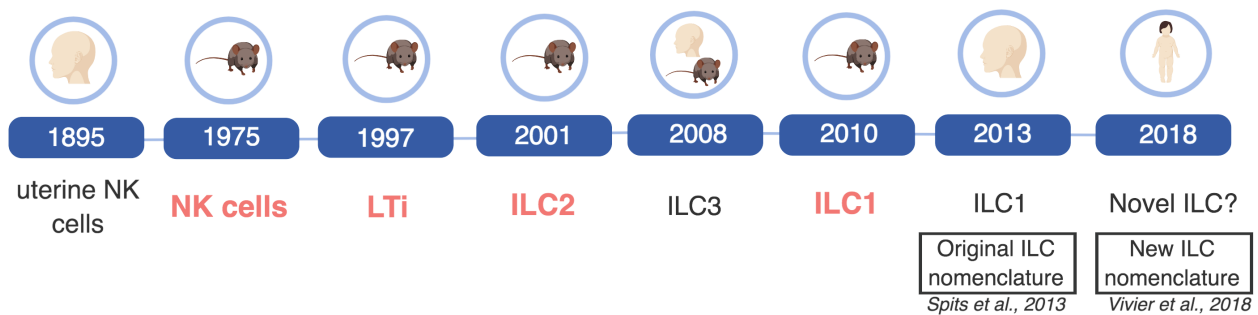 1895
1975
1997
2001
2008
2010
2013
2018
uterine NK
cells
NK cells
LTi
ILC2
ILC3
ILC1
ILC1
Original ILC
nomenclature
Spits et al., 2013
Novel ILC?
New ILC
nomenclature
Vivier et al., 2018